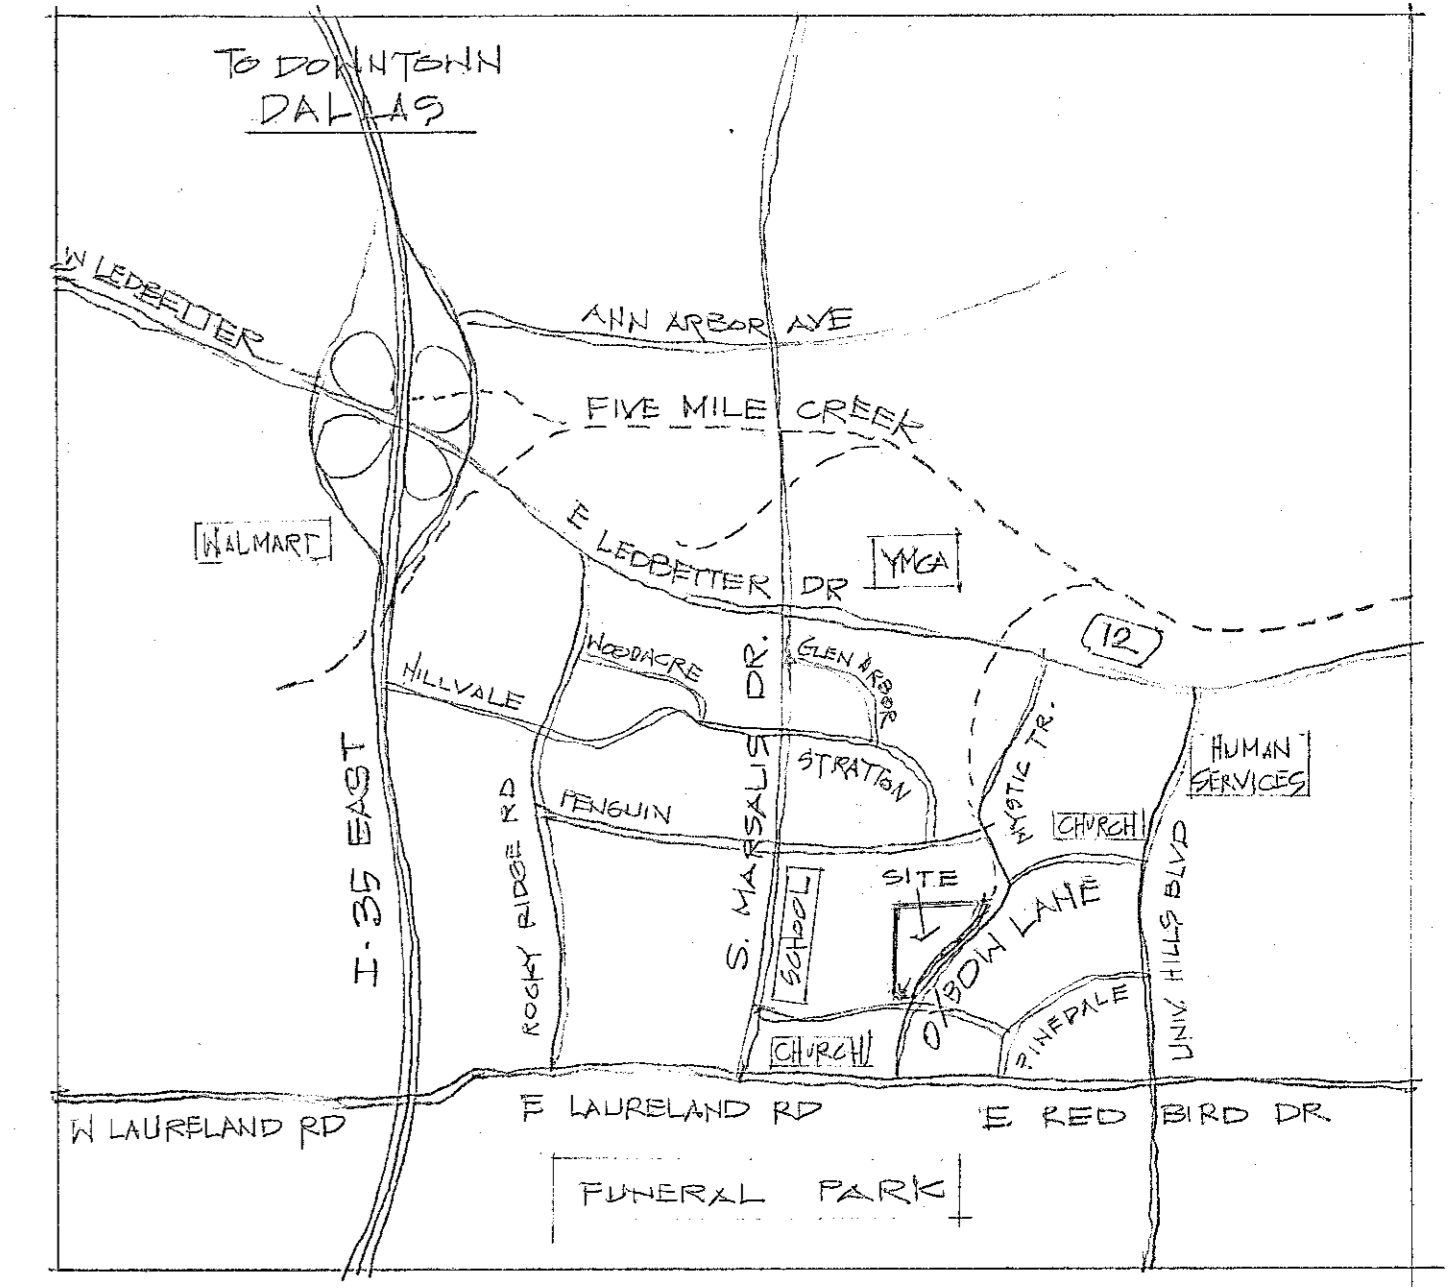 TO DOWNTOWN
DALLAS
W LEDBETTER
ANN ARBOR AVE
FIVE MILE CREEK
WALMART
E LEDBETTER DR
YMCA
12
WOODACRE
GLEN ARBOR
HILLVALE
STRATTON
MYSTIC TR.
HUMAN
SERVICES
I-35 EAST
ROCKY RIDGE RD
PENGUIN
S. MARSALIS DR.
CHURCH
SCHOOL
SITE
O'BOW LANE
UNIV. HILLS BLVD
PINEDALE
CHURCH
W LAURELAND RD
E LAURELAND RD
E RED BIRD DR.
FUNERAL PARK